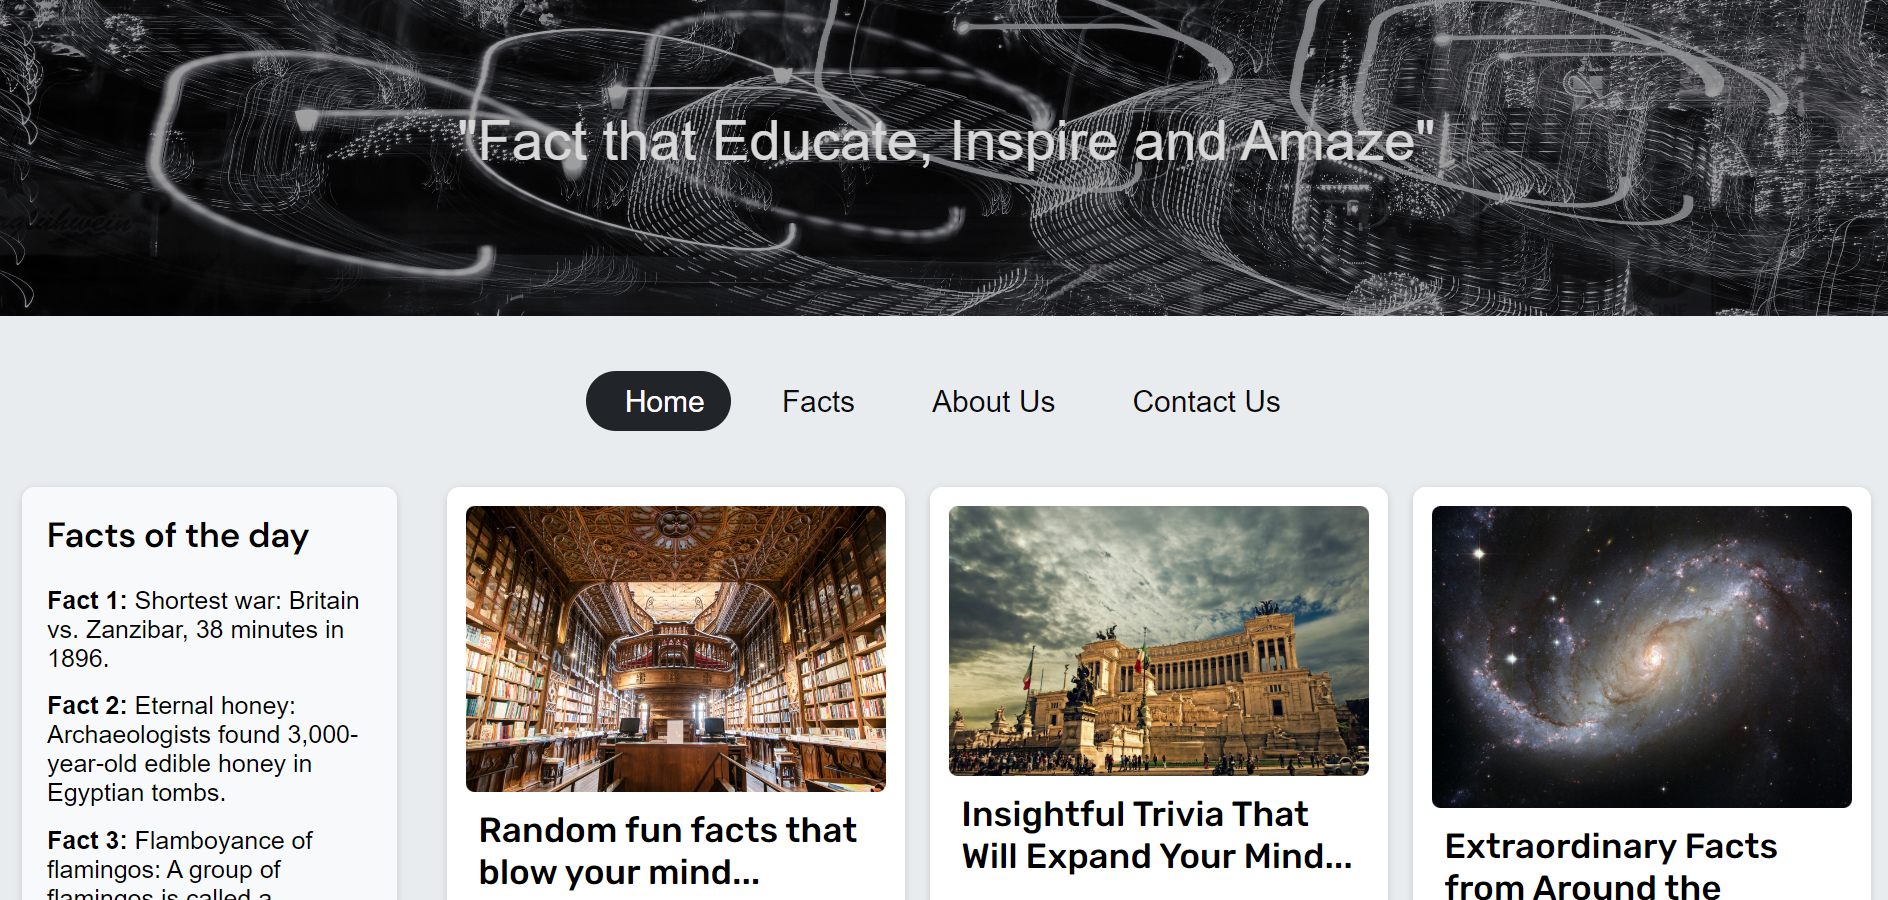 "Fact that Educate, Inspire and Amaze"
Home
Facts
About Us
Contact Us
Facts of the day
Fact 1: Shortest war: Britain
vs. Zanzibar, 38 minutes in
1896.
Fact 2: Eternal honey:
Archaeologists found 3,000-
year-old edible honey in
Egyptian tombs.
Fact 3: Flamboyance of
flamingos: A group of
flamingos is called a
Random fun facts that
blow your mind...
Insightful Trivia That
Will Expand Your Mind...
Extraordinary Facts
from Around the